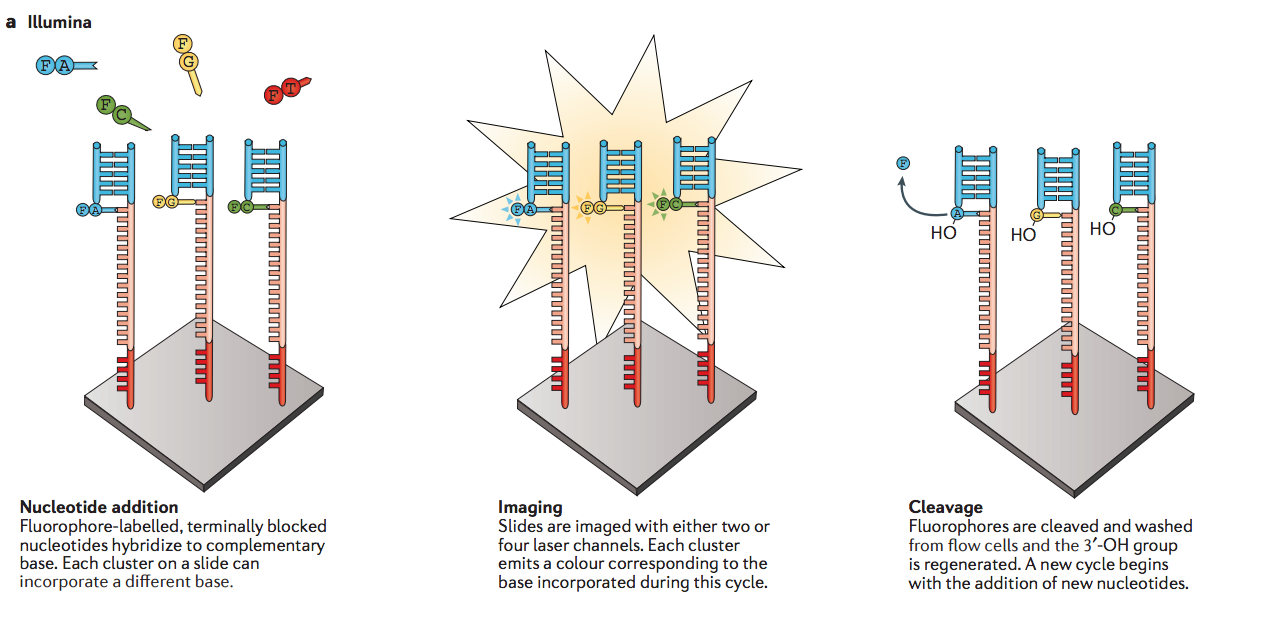 a Illumina
F A
F G
F C
F T
F A
F G
F C
F A
F G
F C
F
A
G
C
HO
HO
HO
Nucleotide addition
Fluorophore-labelled, terminally blocked
nucleotides hybridize to complementary
base. Each cluster on a slide can
incorporate a different base.
Imaging
Slides are imaged with either two or
four laser channels. Each cluster
emits a colour corresponding to the
base incorporated during this cycle.
Cleavage
Fluorophores are cleaved and washed
from flow cells and the 3′-OH group
is regenerated. A new cycle begins
with the addition of new nucleotides.